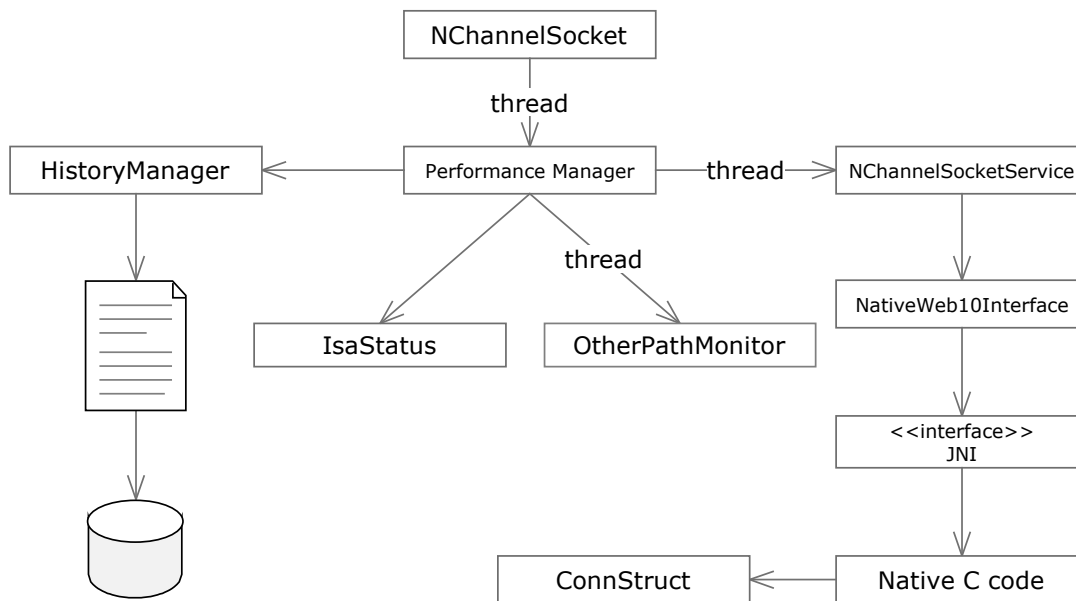 NChannelSocket
thread
HistoryManager
Performance Manager
thread
NChannelSocketService
thread
NativeWeb10Interface
IsaStatus
OtherPathMonitor
<<interface>>
JNI
ConnStruct
Native C code